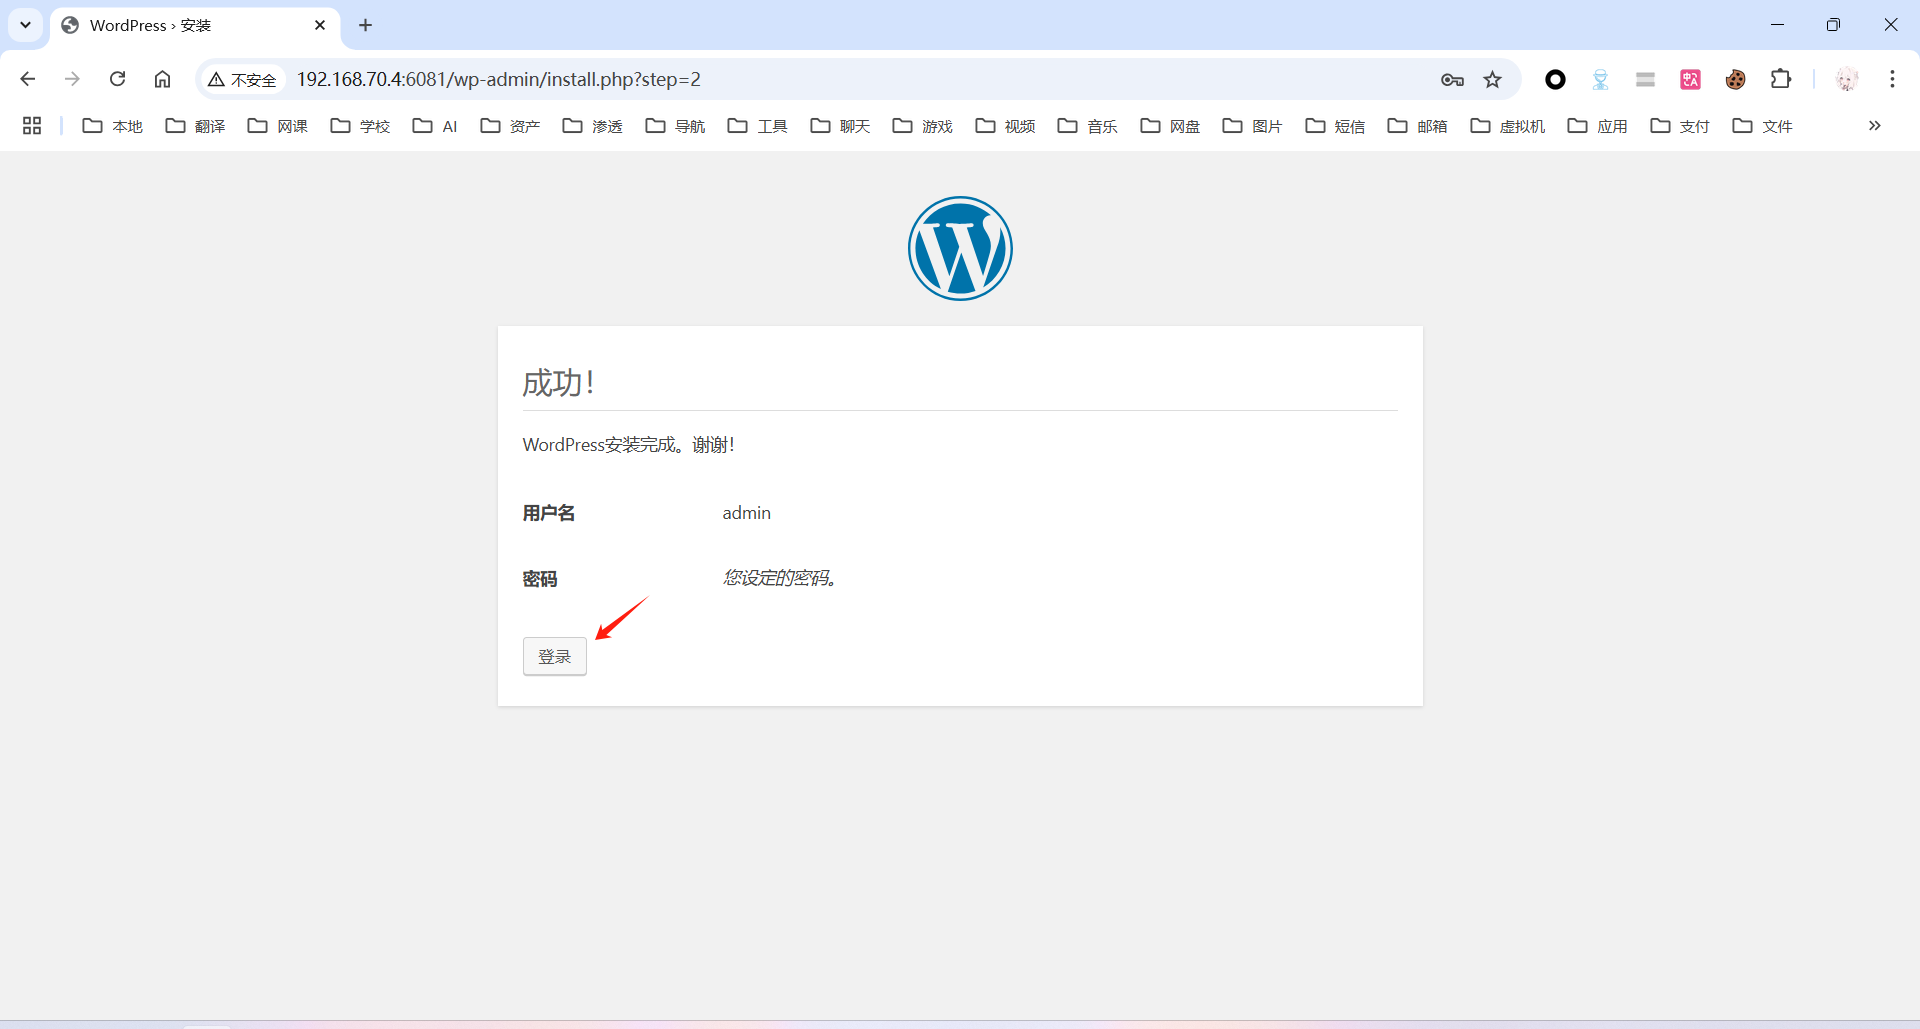 WordPress › 安装
不安全
192.168.70.4:6081/wp-admin/install.php?step=2
本地 翻译 网课 学校 AI 资产 渗透 导航 工具 聊天 游戏 视频 音乐 网盘 图片 短信 邮箱 虚拟机 应用 支付 文件
成功！
WordPress安装完成。谢谢！
用户名 admin
密码 您设定的密码。
登录